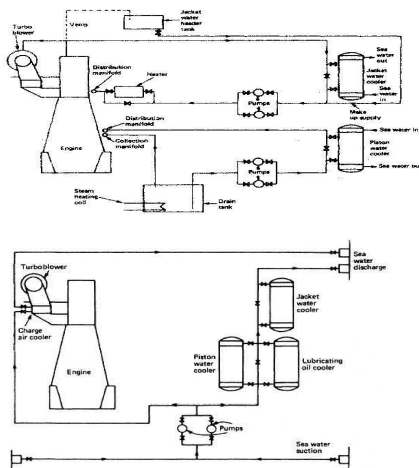 Jacket
water
header
tank
Turbo
blower
Vents
Distribution
manifold
Heater
Sea
water
out
Jacket
water
cooler
Sea
water
in
Pumps
Make
up supply
Distribution
manifold
Collection
manifold
Engine
Sea water in
Piston
water
cooler
Sea water out
Pumps
Steam
heating
coil
Drain
tank
Turboblower
Charge
air cooler
Engine
Sea
water
discharge
Jacket
water
cooler
Piston
water
cooler
Lubricating
oil cooler
Pumps
Sea water
suction